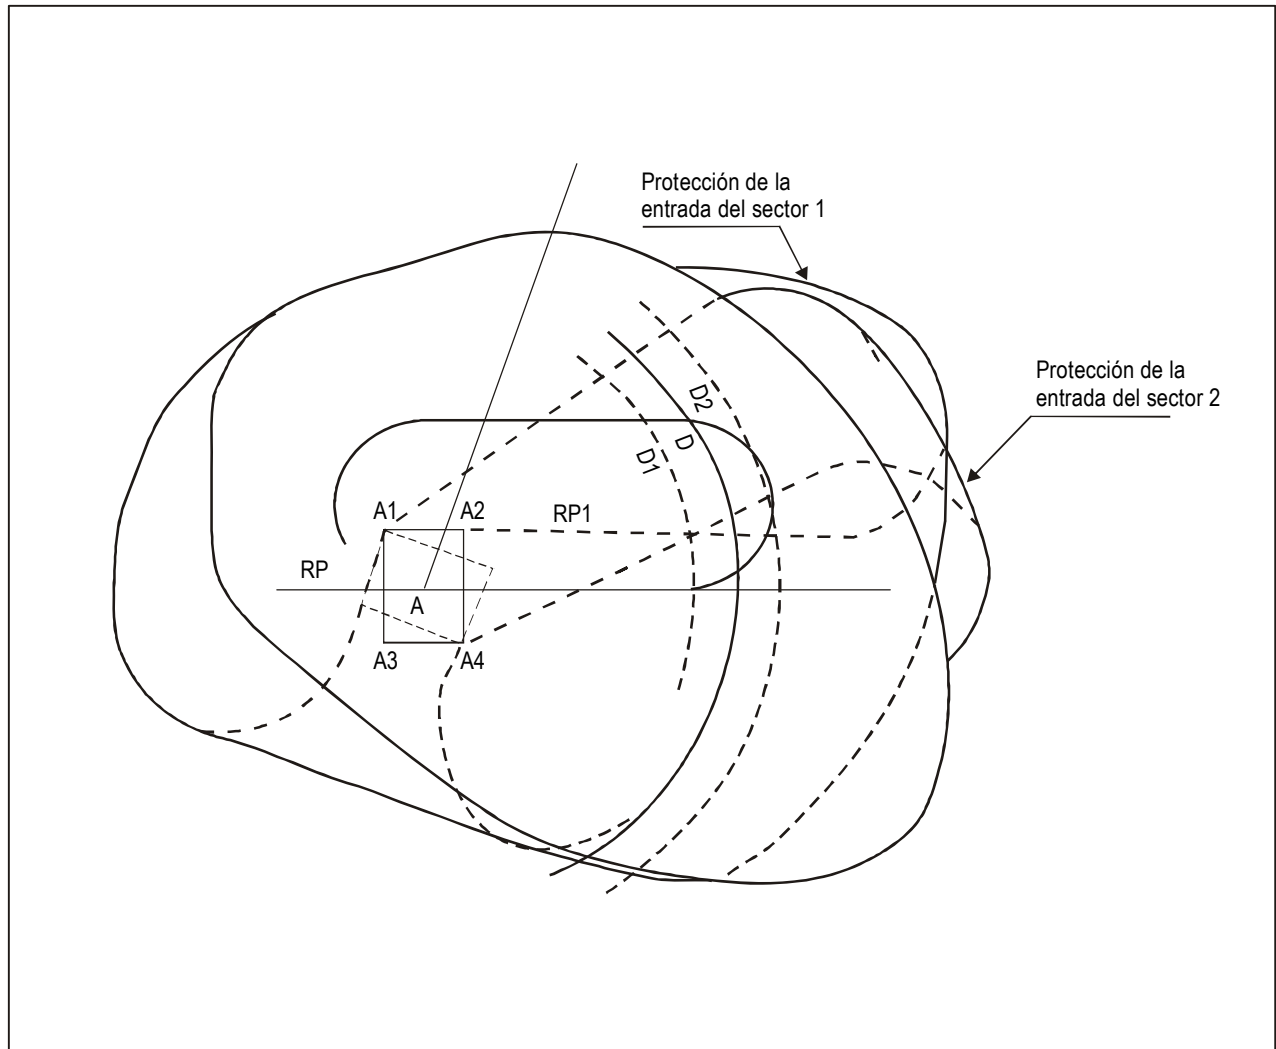 Protección de la
entrada del sector 1
Protección de la
entrada del sector 2
D2
D
D1
A1
A2
RP1
RP
A
A3
A4